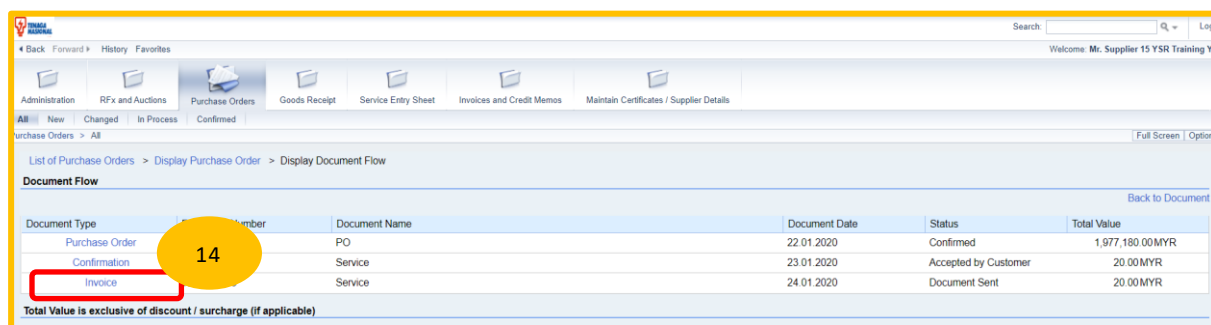 TENAGA
NASIONAL
Search:
Back Forward History Favorites
Welcome: Mr. Supplier 15 YSR Training
Administration RFx and Auctions Purchase Orders Goods Receipt Service Entry Sheet Invoices and Credit Memos Maintain Certificates / Supplier Details
All New Changed In Process Confirmed
Purchase Orders > All Full Screen
List of Purchase Orders > Display Purchase Order > Display Document Flow
Document Flow
Back to Document
Document Type Document Name Document Date Status Total Value
Purchase Order PO 22.01.2020 Confirmed 1,977,180.00 MYR
Confirmation Service 23.01.2020 Accepted by Customer 20.00 MYR
14
Invoice Service 24.01.2020 Document Sent 20.00 MYR
Total Value is exclusive of discount / surcharge (if applicable)